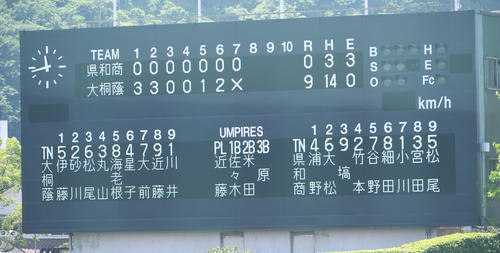 TEAM 1 2 3 4 5 6 7 8 9 10 R H E
県和商 0 0 0 0 0 0 0 0 3 3
大桐蔭 3 3 0 0 1 2 × 9 14 0
B H
S E
O Fc
km/h
1 2 3 4 5 6 7 8 9 UMPIRES 1 2 3 4 5 6 7 8 9
TN 5 2 6 3 8 4 7 9 1 PL 1B 2B 3B TN 4 6 9 2 7 8 1 3 5
大 伊 砂 松 丸 海 星 大 近 川 近 佐 米 県 浦 大 竹 谷 細 小 宮 松
桐 老 々 原 和 塙
蔭 藤 川 尾 山 根 子 前 藤 井 藤 木 田 商 野 松 本 野 田 川 田 尾